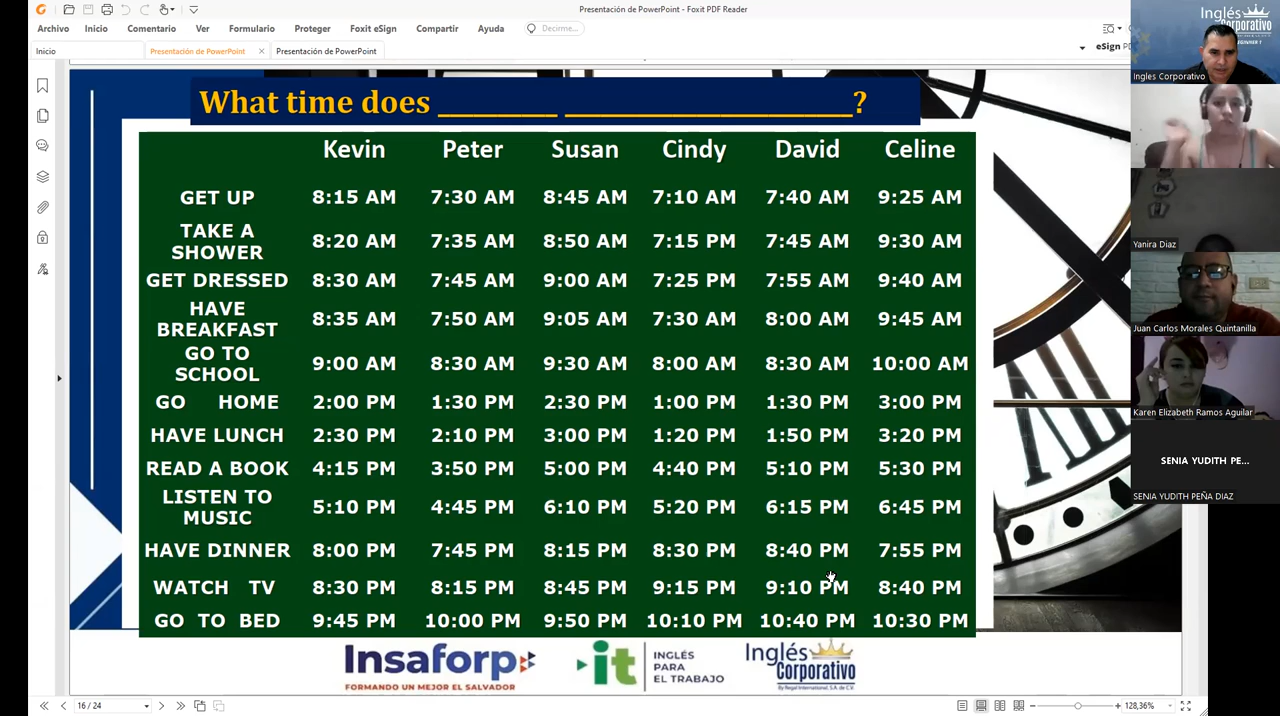 Presentación de PowerPoint - Foxit PDF Reader
Archivo Inicio Comentario Ver Formulario Proteger Foxit eSign Compartir Ayuda Decirme...
eSign
Inicio Presentación de PowerPoint Presentación de PowerPoint
What time does ________ ____________________?
Kevin Peter Susan Cindy David Celine
GET UP 8:15 AM 7:30 AM 8:45 AM 7:10 AM 7:40 AM 9:25 AM
TAKE A SHOWER 8:20 AM 7:35 AM 8:50 AM 7:15 PM 7:45 AM 9:30 AM
GET DRESSED 8:30 AM 7:45 AM 9:00 AM 7:25 PM 7:55 AM 9:40 AM
HAVE BREAKFAST 8:35 AM 7:50 AM 9:05 AM 7:30 AM 8:00 AM 9:45 AM
GO TO SCHOOL 9:00 AM 8:30 AM 9:30 AM 8:00 AM 8:30 AM 10:00 AM
GO HOME 2:00 PM 1:30 PM 2:30 PM 1:00 PM 1:30 PM 3:00 PM
HAVE LUNCH 2:30 PM 2:10 PM 3:00 PM 1:20 PM 1:50 PM 3:20 PM
READ A BOOK 4:15 PM 3:50 PM 5:00 PM 4:40 PM 5:10 PM 5:30 PM
LISTEN TO MUSIC 5:10 PM 4:45 PM 6:10 PM 5:20 PM 6:15 PM 6:45 PM
HAVE DINNER 8:00 PM 7:45 PM 8:15 PM 8:30 PM 8:40 PM 7:55 PM
WATCH TV 8:30 PM 8:15 PM 8:45 PM 9:15 PM 9:10 PM 8:40 PM
GO TO BED 9:45 PM 10:00 PM 9:50 PM 10:10 PM 10:40 PM 10:30 PM
Insaforp
FORMANDO UN MEJOR EL SALVADOR
it
INGLÉS
PARA
EL TRABAJO
Inglés
Corporativo
By Regal International, S.A. de C.V.
16 / 24
128,36%
Inglés
Corporativo
Ingles Corporativo
Yanira Diaz
Juan Carlos Morales Quintanilla
Karen Elizabeth Ramos Aguilar
SENIA YUDITH PE...
SENIA YUDITH PEÑA DIAZ